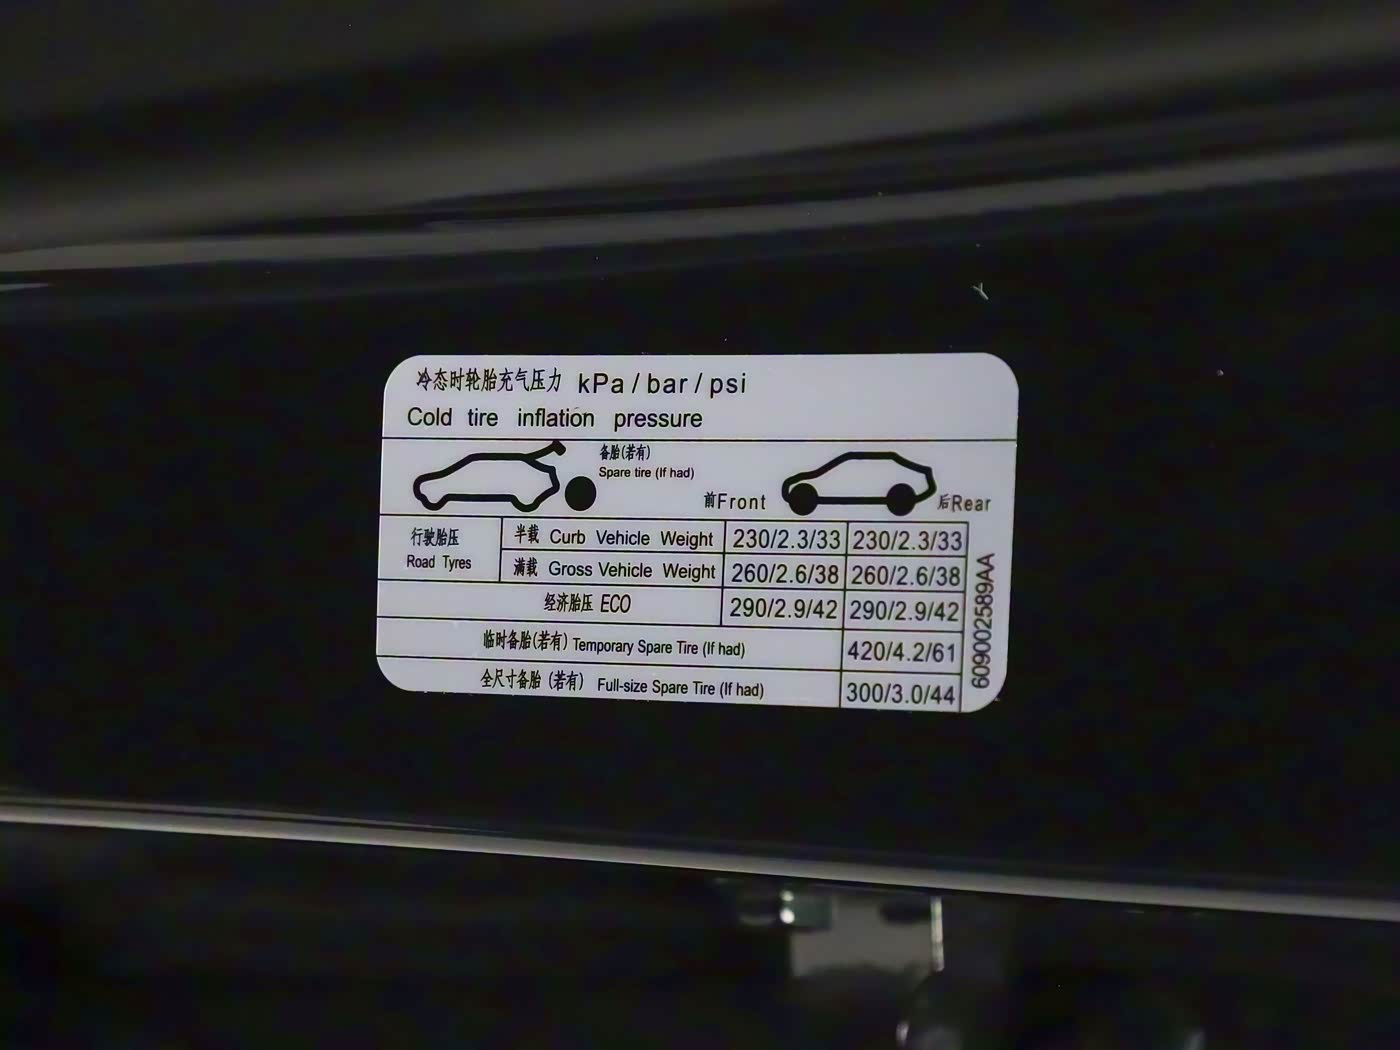 冷态时轮胎充气压力 kPa / bar / psi
Cold tire inflation pressure
备胎(若有)
Spare tire (If had)
前Front
后Rear
行驶胎压
Road Tyres
半载 Curb Vehicle Weight 230/2.3/33 230/2.3/33
满载 Gross Vehicle Weight 260/2.6/38 260/2.6/38
经济胎压 ECO 290/2.9/42 290/2.9/42
临时备胎(若有) Temporary Spare Tire (If had) 420/4.2/61
全尺寸备胎 (若有) Full-size Spare Tire (If had) 300/3.0/44
609002589AA